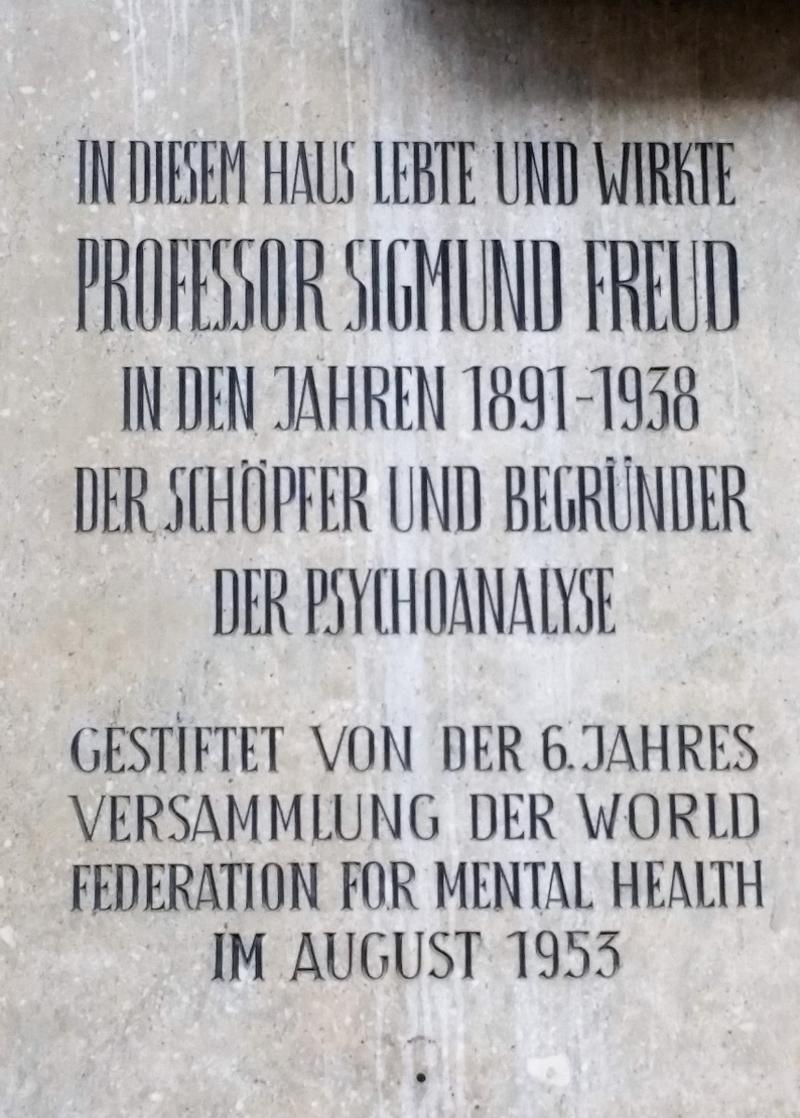 IN DIESEM HAUS LEBTE UND WIRKTE
PROFESSOR SIGMUND FREUD
IN DEN JAHREN 1891-1938
DER SCHÖPFER UND BEGRÜNDER
DER PSYCHOANALYSE
GESTIFTET VON DER 6. JAHRES
VERSAMMLUNG DER WORLD
FEDERATION FOR MENTAL HEALTH
IM AUGUST 1953